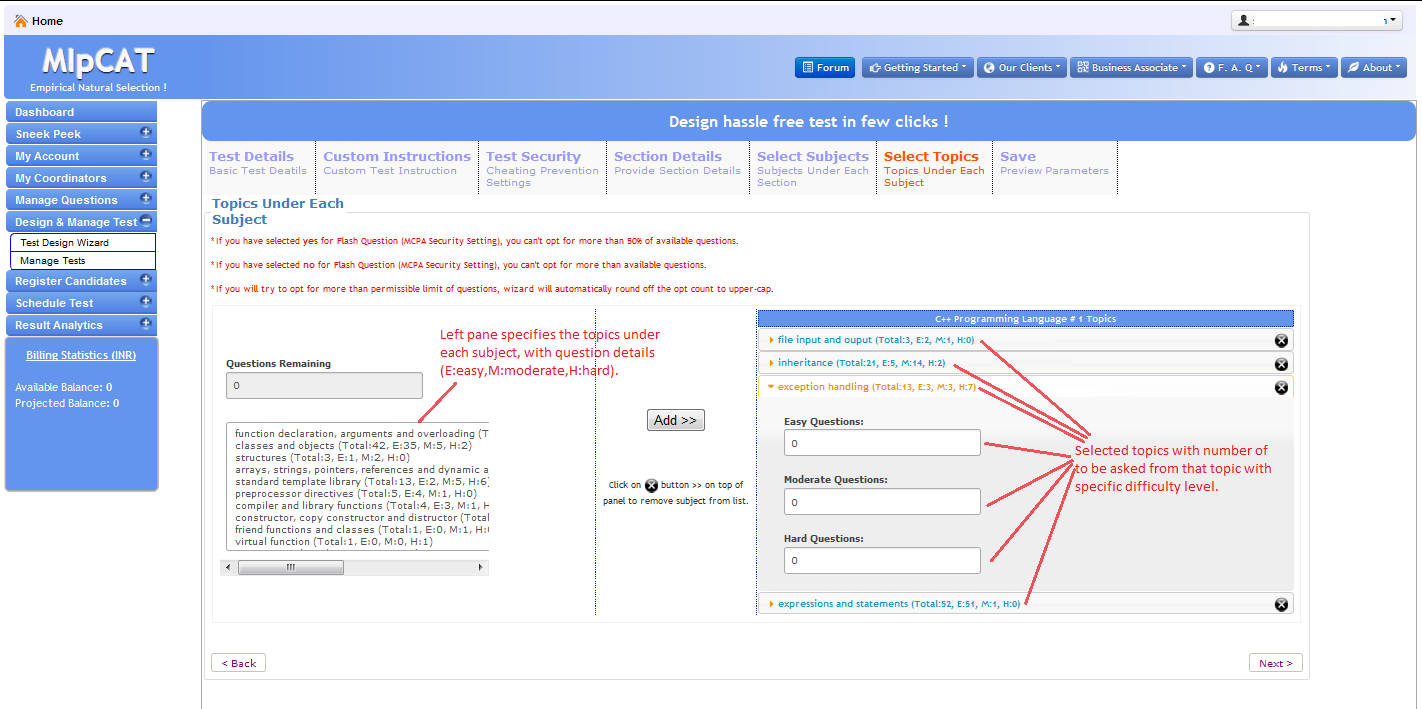 Home
MIpCAT
Empirical Natural Selection !
Forum
Getting Started
Our Clients
Business Associate
F. A. Q
Terms
About
Dashboard
Sneek Peek
My Account
My Coordinators
Manage Questions
Design & Manage Test
Test Design Wizard
Manage Tests
Register Candidates
Schedule Test
Result Analytics
Billing Statistics (INR)
Available Balance: 0
Projected Balance: 0
Design hassle free test in few clicks !
Test Details
Basic Test Deatils
Custom Instructions
Custom Test Instruction
Test Security
Cheating Prevention
Settings
Section Details
Provide Section Details
Select Subjects
Subjects Under Each
Section
Select Topics
Topics Under Each
Subject
Save
Preview Parameters
Topics Under Each
Subject
*If you have selected yes for Flash Question (MCPA Security Setting), you can't opt for more than 50% of available questions.
*If you have selected no for Flash Question (MCPA Security Setting), you can't opt for more than available questions.
*If you will try to opt for more than permissible limit of questions, wizard will automatically round off the opt count to upper-cap.
Left pane specifies the topics under
each subject, with question details
(E:easy,M:moderate,H:hard).
Questions Remaining
0
function declaration, arguments and overloading (T
classes and objects (Total:42, E:35, M:5, H:2)
structures (Total:3, E:1, M:2, H:0)
arrays, strings, pointers, references and dynamic a
standard template library (Total:13, E:2, M:5, H:6)
preprocessor directives (Total:5, E:4, M:1, H:0)
compiler and library functions (Total:4, E:3, M:1, H
constructor, copy constructor and distructor (Total
friend functions and classes (Total:1, E:0, M:1, H:0
virtual function (Total:1, E:0, M:0, H:1)
Add >>
Click on button >> on top of
panel to remove subject from list.
C++ Programming Language # 1 Topics
file input and ouput (Total:3, E:2, M:1, H:0)
inheritance (Total:21, E:5, M:14, H:2)
exception handling (Total:13, E:3, M:3, H:7)
Easy Questions:
0
Moderate Questions:
0
Hard Questions:
0
Selected topics with number of
to be asked from that topic with
specific difficulty level.
expressions and statements (Total:52, E:51, M:1, H:0)
< Back
Next >